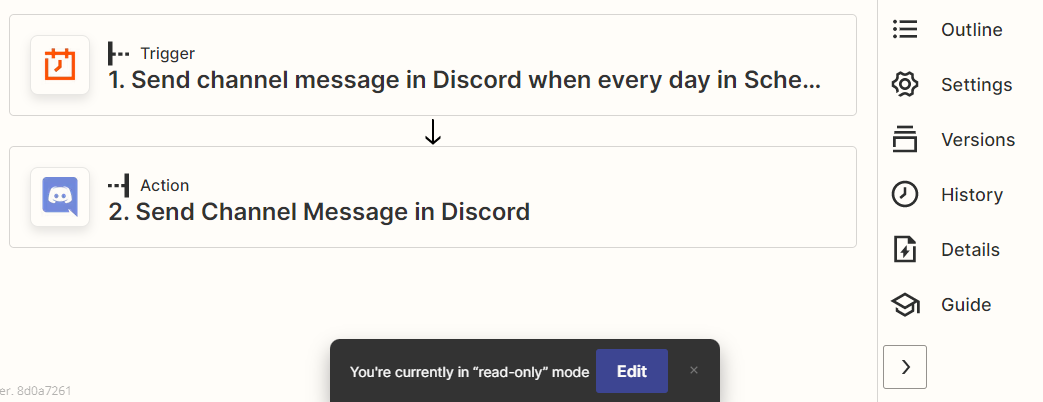 Trigger
1. Send channel message in Discord when every day in Sche...
Action
2. Send Channel Message in Discord
Outline
Settings
Versions
History
Details
Guide
You're currently in “read-only” mode
Edit
×
er. 8d0a7261